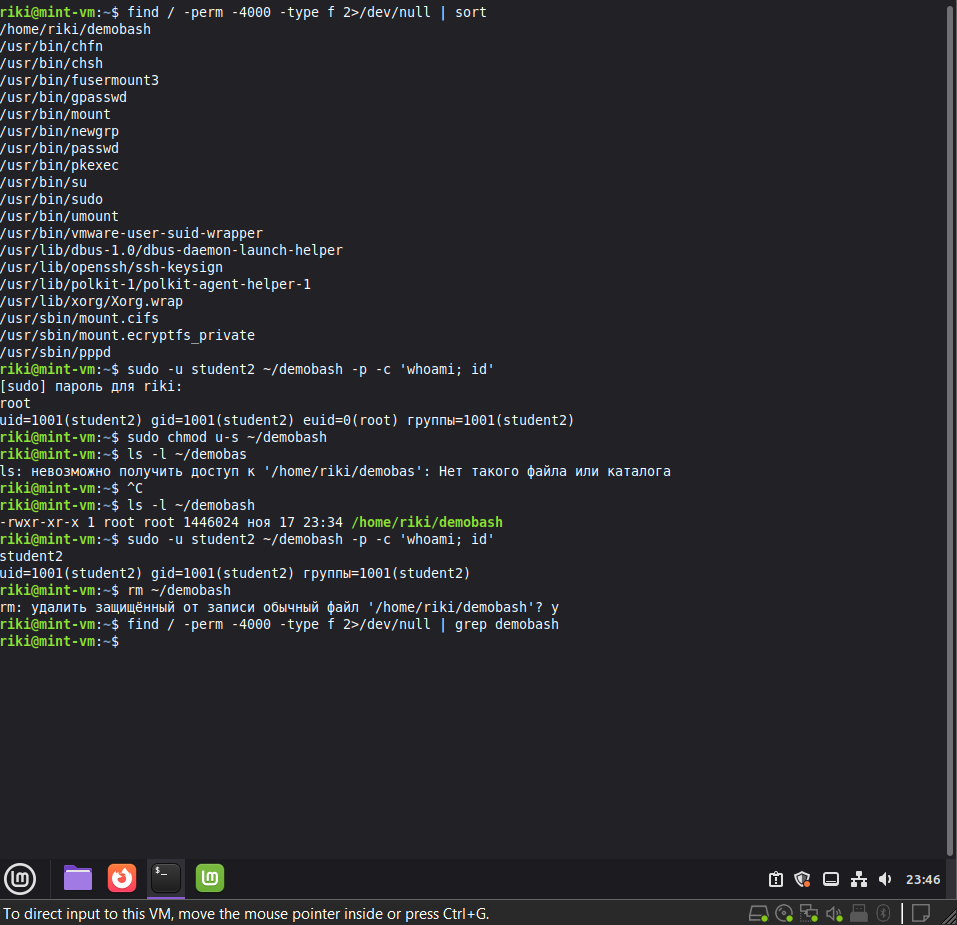 riki@mint-vm:~$ find / -perm -4000 -type f 2>/dev/null | sort
/home/riki/demobash
/usr/bin/chfn
/usr/bin/chsh
/usr/bin/fusermount3
/usr/bin/gpasswd
/usr/bin/mount
/usr/bin/newgrp
/usr/bin/passwd
/usr/bin/pkexec
/usr/bin/su
/usr/bin/sudo
/usr/bin/umount
/usr/bin/vmware-user-suid-wrapper
/usr/lib/dbus-1.0/dbus-daemon-launch-helper
/usr/lib/openssh/ssh-keysign
/usr/lib/polkit-1/polkit-agent-helper-1
/usr/lib/xorg/Xorg.wrap
/usr/sbin/mount.cifs
/usr/sbin/mount.ecryptfs_private
/usr/sbin/pppd
riki@mint-vm:~$ sudo -u student2 ~/demobash -p -c 'whoami; id'
[sudo] пароль для riki:
root
uid=1001(student2) gid=1001(student2) euid=0(root) группы=1001(student2)
riki@mint-vm:~$ sudo chmod u-s ~/demobash
riki@mint-vm:~$ ls -l ~/demobas
ls: невозможно получить доступ к '/home/riki/demobas': Нет такого файла или каталога
riki@mint-vm:~$ ^C
riki@mint-vm:~$ ls -l ~/demobash
-rwxr-xr-x 1 root root 1446024 ноя 17 23:34 /home/riki/demobash
riki@mint-vm:~$ sudo -u student2 ~/demobash -p -c 'whoami; id'
student2
uid=1001(student2) gid=1001(student2) группы=1001(student2)
riki@mint-vm:~$ rm ~/demobash
rm: удалить защищённый от записи обычный файл '/home/riki/demobash'? y
riki@mint-vm:~$ find / -perm -4000 -type f 2>/dev/null | grep demobash
riki@mint-vm:~$
23:46
To direct input to this VM, move the mouse pointer inside or press Ctrl+G.